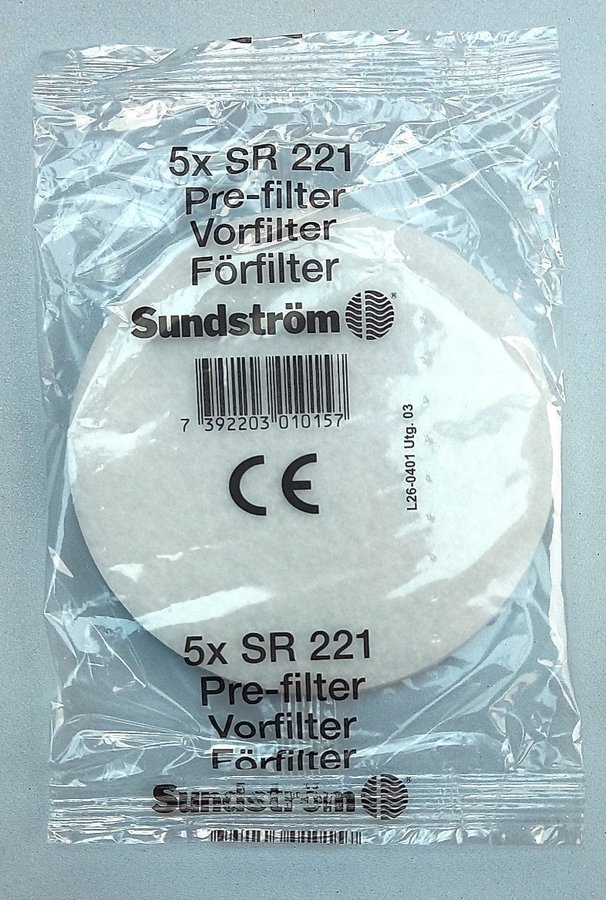 5x SR 221
Pre-filter
Vorfilter
Förfilter
Sundström®
7 392203 010157
CE
L26-0401 Utg. 03
5x SR 221
Pre-filter
Vorfilter
Förfilter
Sundström®